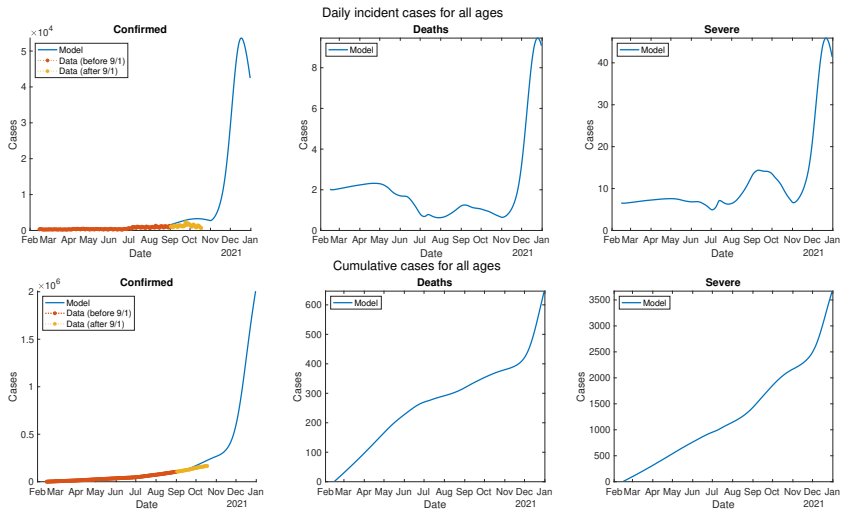 Daily incident cases for all ages
Confirmed
×10⁴
5
4
3
2
1
0
Cases
Model
Data (before 9/1)
Data (after 9/1)
Feb Mar Apr May Jun Jul Aug Sep Oct Nov Dec Jan
Date
2021
Deaths
8
6
4
2
0
Cases
Model
Feb Mar Apr May Jun Jul Aug Sep Oct Nov Dec Jan
Date
2021
Severe
40
30
20
10
0
Cases
Model
Feb Mar Apr May Jun Jul Aug Sep Oct Nov Dec Jan
Date
2021
Cumulative cases for all ages
Confirmed
×10⁶
2
1.5
1
0.5
0
Cases
Model
Data (before 9/1)
Data (after 9/1)
Feb Mar Apr May Jun Jul Aug Sep Oct Nov Dec Jan
Date
2021
Deaths
600
500
400
300
200
100
0
Cases
Model
Feb Mar Apr May Jun Jul Aug Sep Oct Nov Dec Jan
Date
2021
Severe
3500
3000
2500
2000
1500
1000
500
0
Cases
Model
Feb Mar Apr May Jun Jul Aug Sep Oct Nov Dec Jan
Date
2021